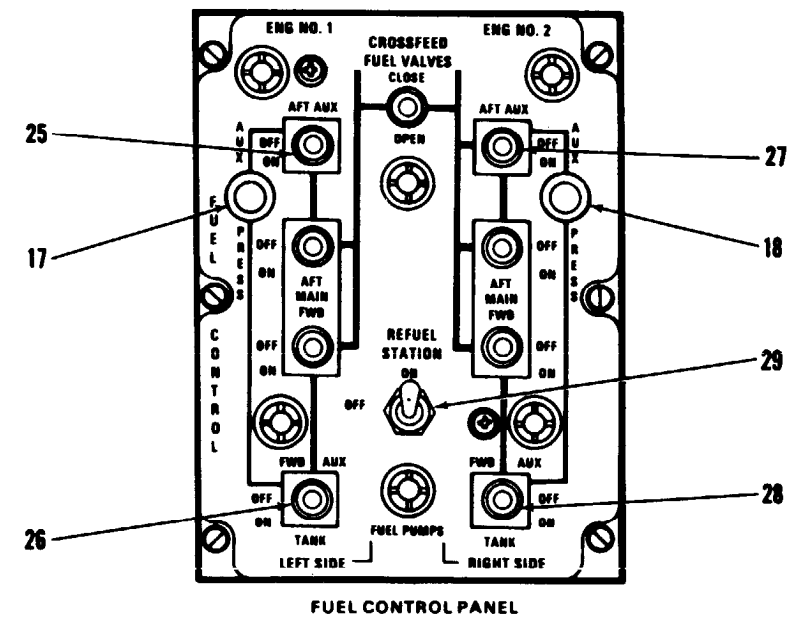 ENG NO. 1
ENG NO. 2
CROSSFEED
FUEL VALVES
CLOSE
OPEN
AFT AUX
AFT AUX
25
OFF
ON
AUX
PRESS
OFF
ON
AUX
PRESS
27
17
18
FUEL
CONTROL
OFF
ON
AFT
MAIN
FWD
OFF
ON
OFF
ON
AFT
MAIN
FWD
OFF
ON
REFUEL
STATION
ON
OFF
29
FWD AUX
FWD AUX
OFF
ON
OFF
ON
26
28
TANK
TANK
FUEL PUMPS
LEFT SIDE
RIGHT SIDE
FUEL CONTROL PANEL